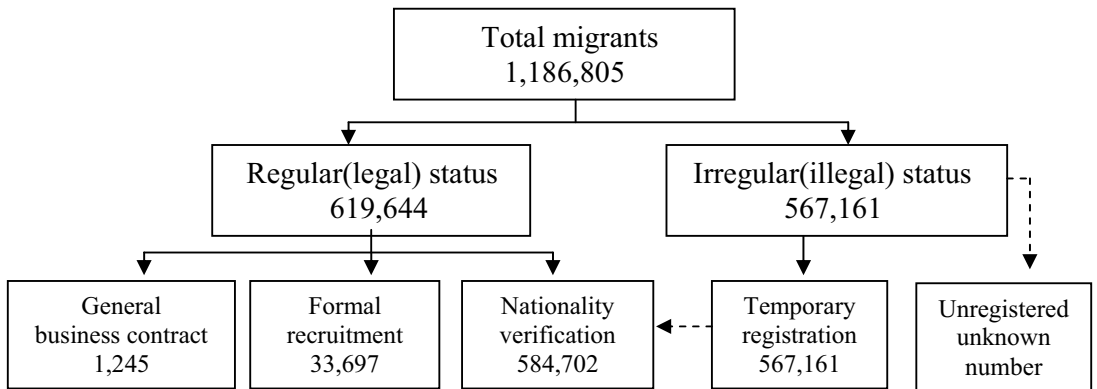 Total migrants
1,186,805
Regular(legal) status
619,644
Irregular(illegal) status
567,161
General
business contract
1,245
Formal
recruitment
33,697
Nationality
verification
584,702
Temporary
registration
567,161
Unregistered
unknown
number